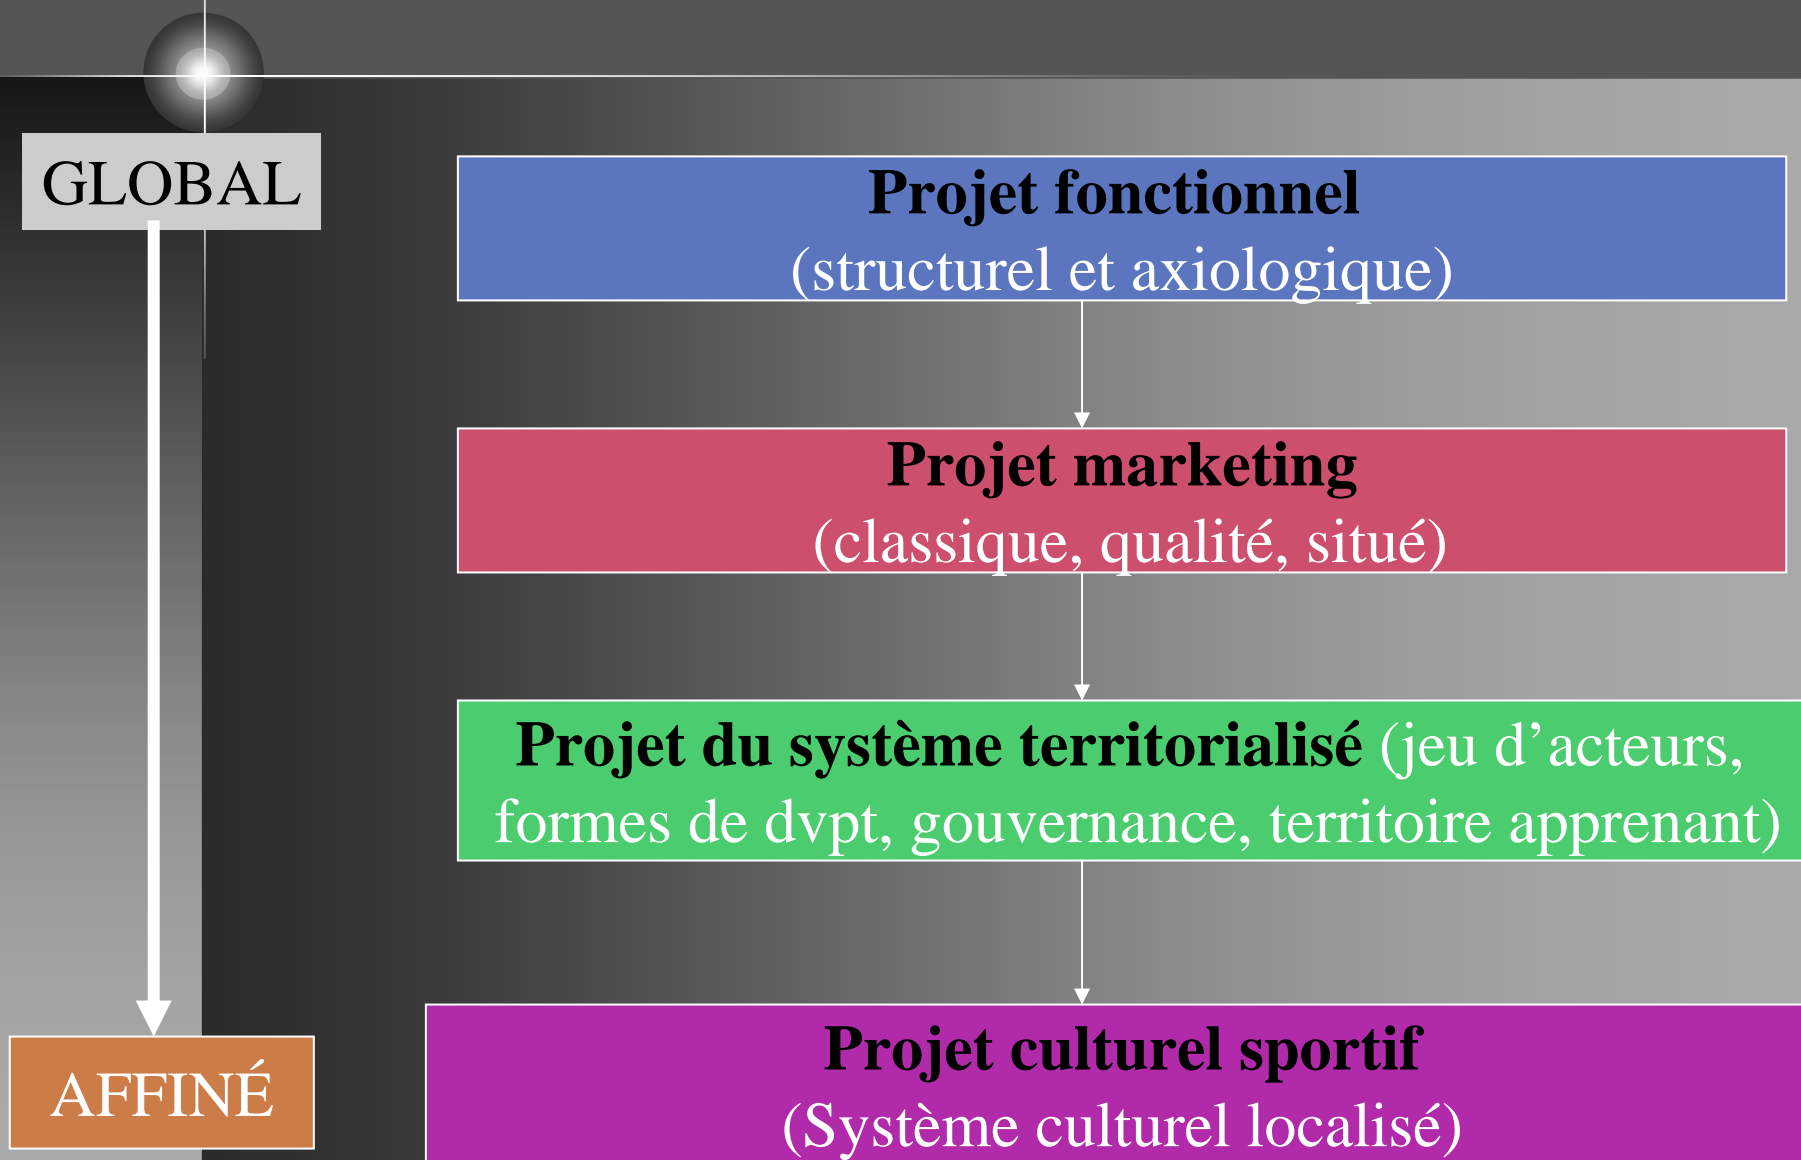 GLOBAL
Projet fonctionnel
(structurel et axiologique)
Projet marketing
(classique, qualité, situé)
Projet du système territorialisé (jeu d’acteurs,
formes de dvpt, gouvernance, territoire apprenant)
AFFINÉ
Projet culturel sportif
(Système culturel localisé)